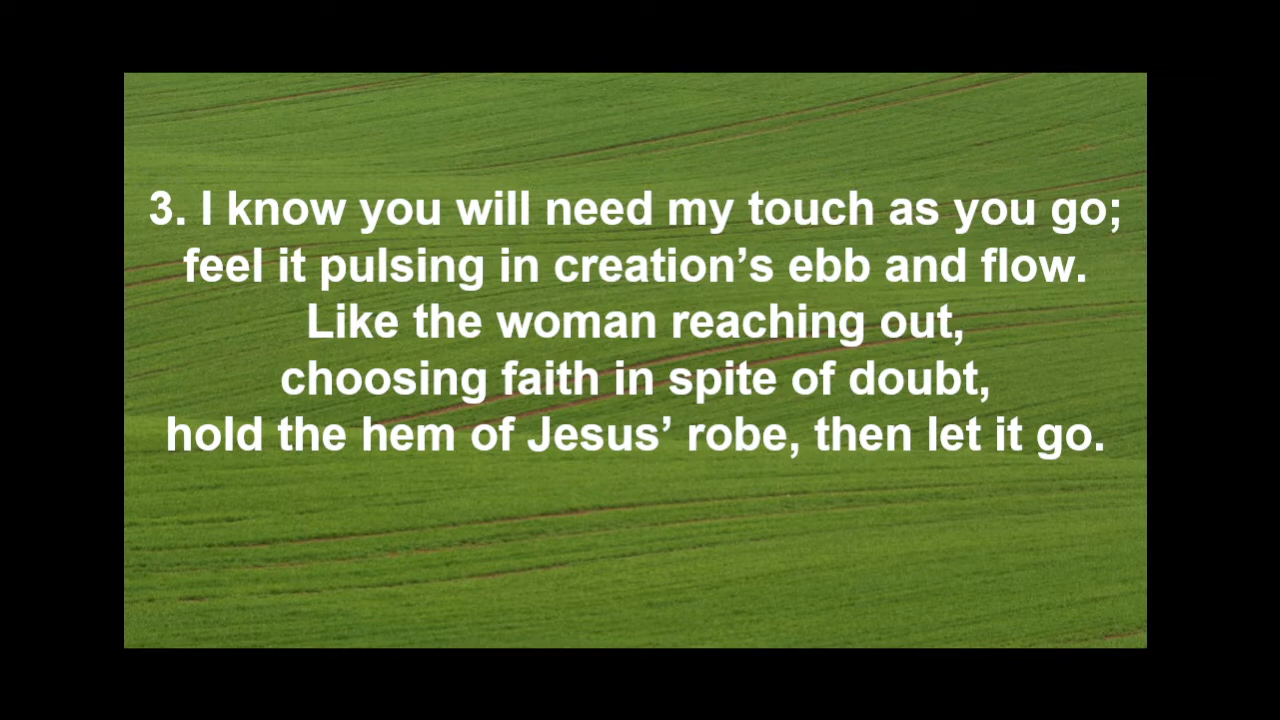 3. I know you will need my touch as you go;
feel it pulsing in creation’s ebb and flow.
Like the woman reaching out,
choosing faith in spite of doubt,
hold the hem of Jesus’ robe, then let it go.